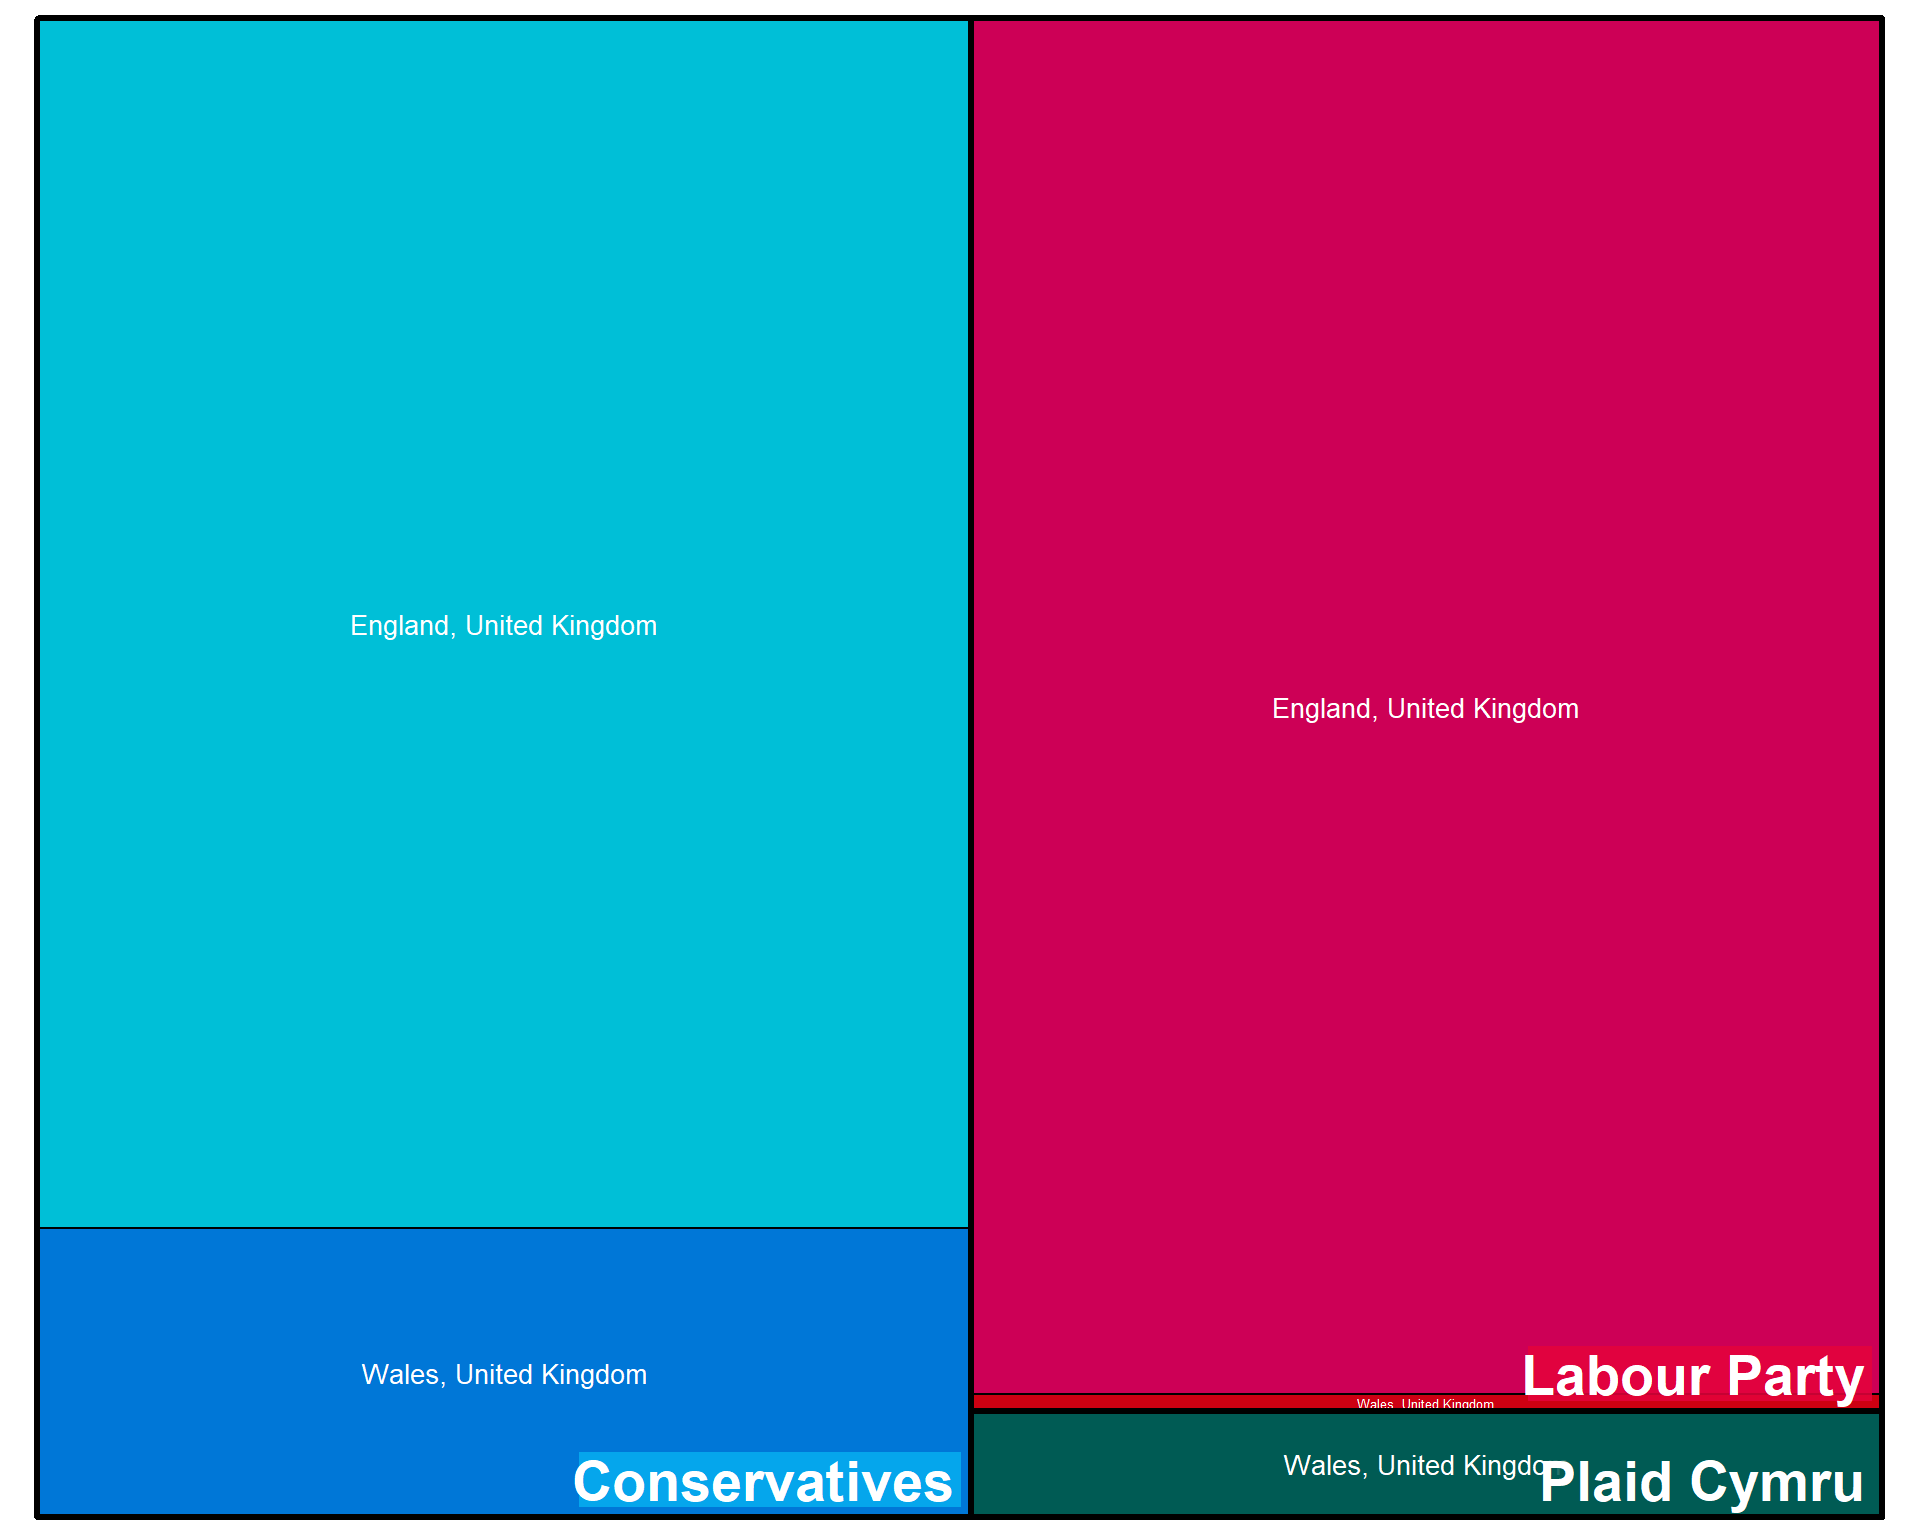 England, United Kingdom
England, United Kingdom
Wales, United Kingdom
Labour Party
Wales, United Kingdom
Wales, United Kingdo
Plaid Cymru
Conservatives